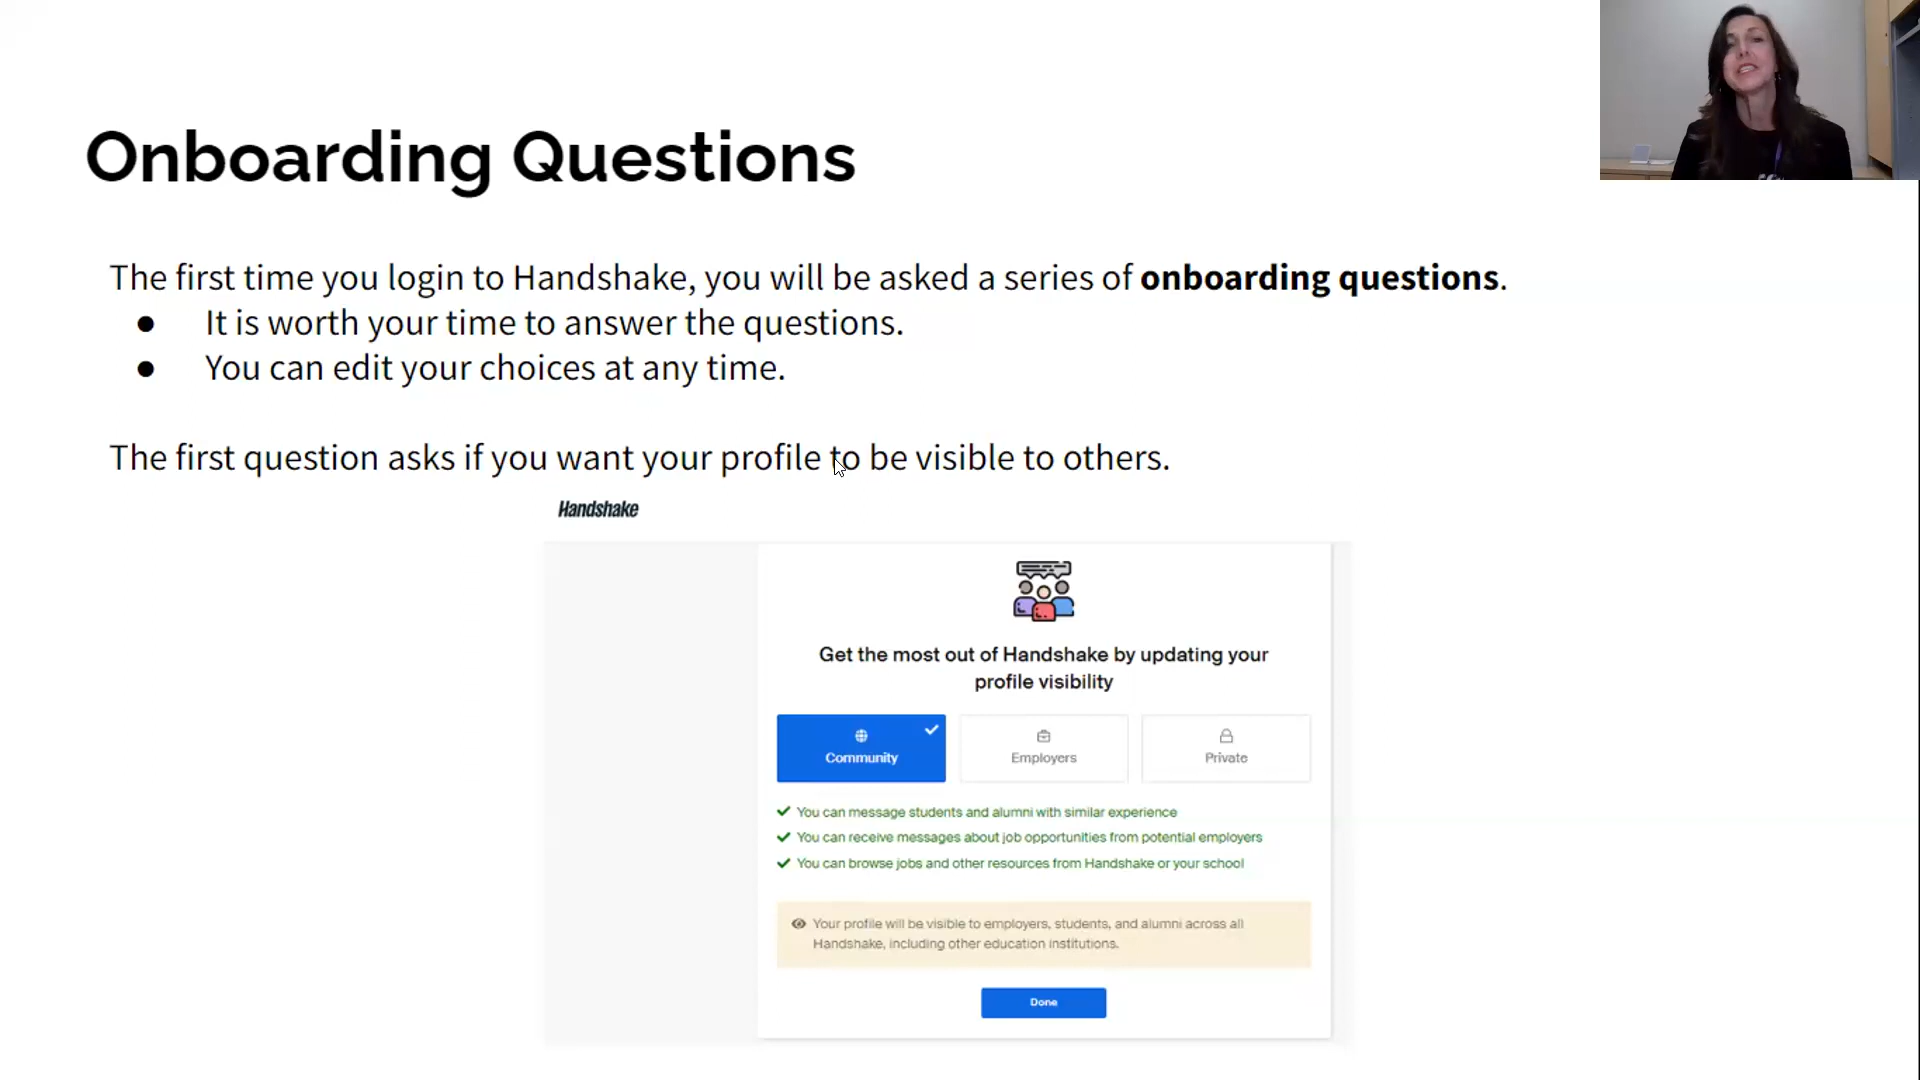 Onboarding Questions
The first time you login to Handshake, you will be asked a series of onboarding questions.
● It is worth your time to answer the questions.
● You can edit your choices at any time.
The first question asks if you want your profile to be visible to others.
Handshake
Get the most out of Handshake by updating your
profile visibility
Community
Employers
Private
You can message students and alumni with similar experience
You can receive messages about job opportunities from potential employers
You can browse jobs and other resources from Handshake or your school
Your profile will be visible to employers, students, and alumni across all
Handshake, including other education institutions.
Done